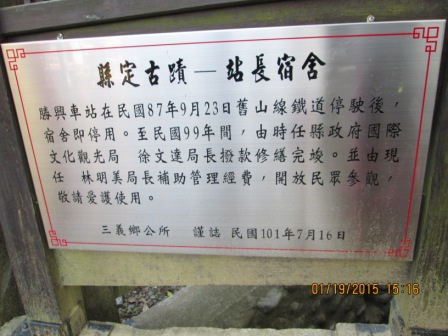 縣定古蹟—站長宿舍
勝興車站在民國87年9月23日舊山線鐵道停駛後，
宿舍即停用。至民國99年間，由時任縣政府國際
文化觀光局 徐文達局長撥款修繕完竣。並由現
任 林明美局長補助管理經費，開放民眾參觀，
敬請愛護使用。
三義鄉公所 謹誌 民國101年7月16日
01/19/2015 15:16